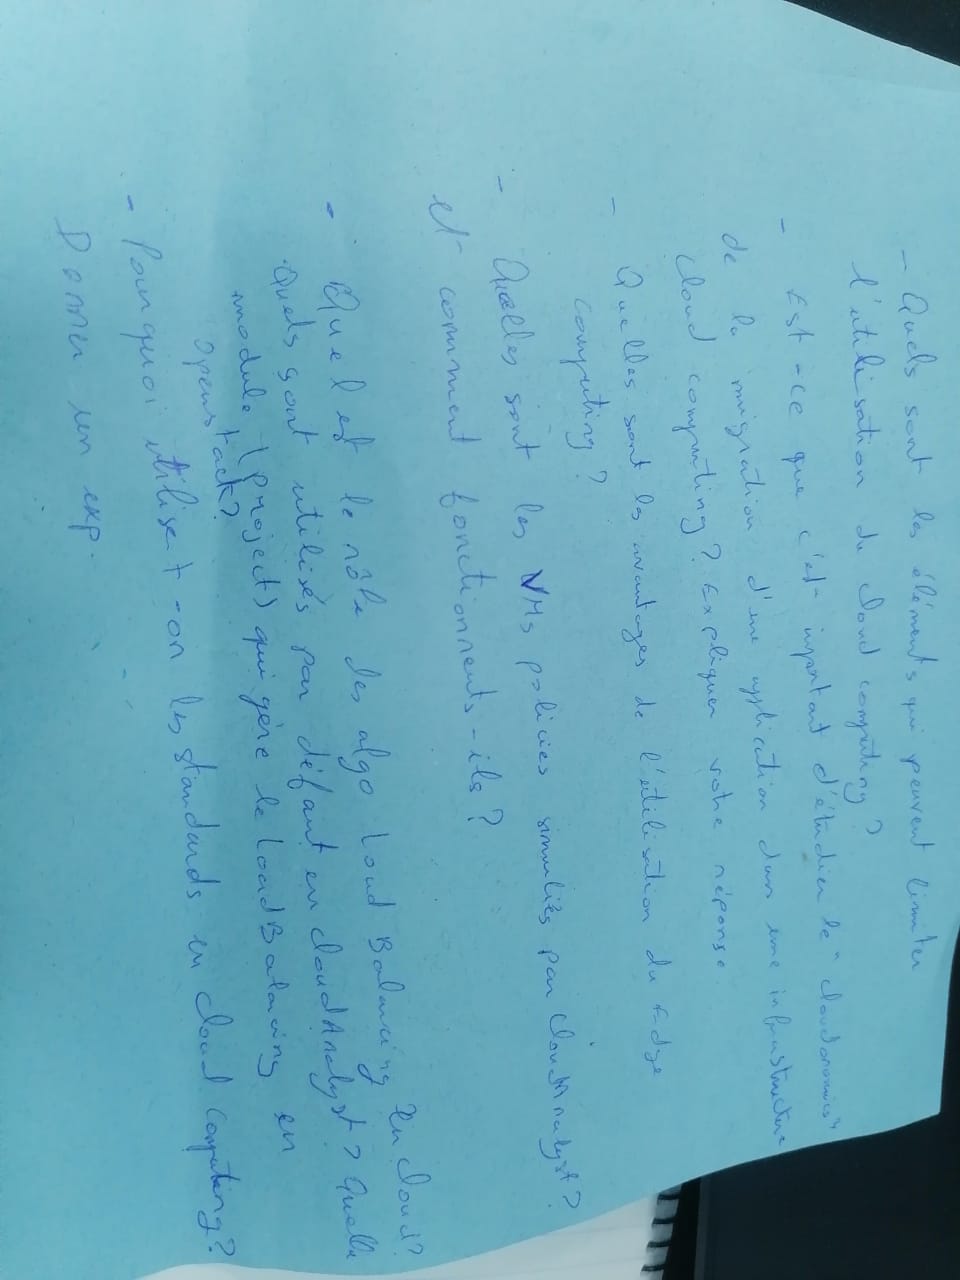 - Quels sont les éléments qui peuvent limiter
l'utilisation du Cloud computing ?
- Est-ce que c'est important d'étudier le "cloudonomics"
de la migration d'une application dans une infrastructure
Cloud computing ? Expliquer votre réponse
- Quelles sont les avantages de l'utilisation du Edge
computing ?
- Quelles sont les VMs policies simuliés par CloudAnalyst ?
et comment fonctionnents-ils ?
- Quel est le rôle des algo Load Balancing en Cloud ?
Quels sont utilisés par défaut en cloudAnalyst ? Quelle
module (project) qui gère le LoadBalancing en
Openstack ?
- Pourquoi utilisent-on les standards en cloud computing ?
Donner un exp.